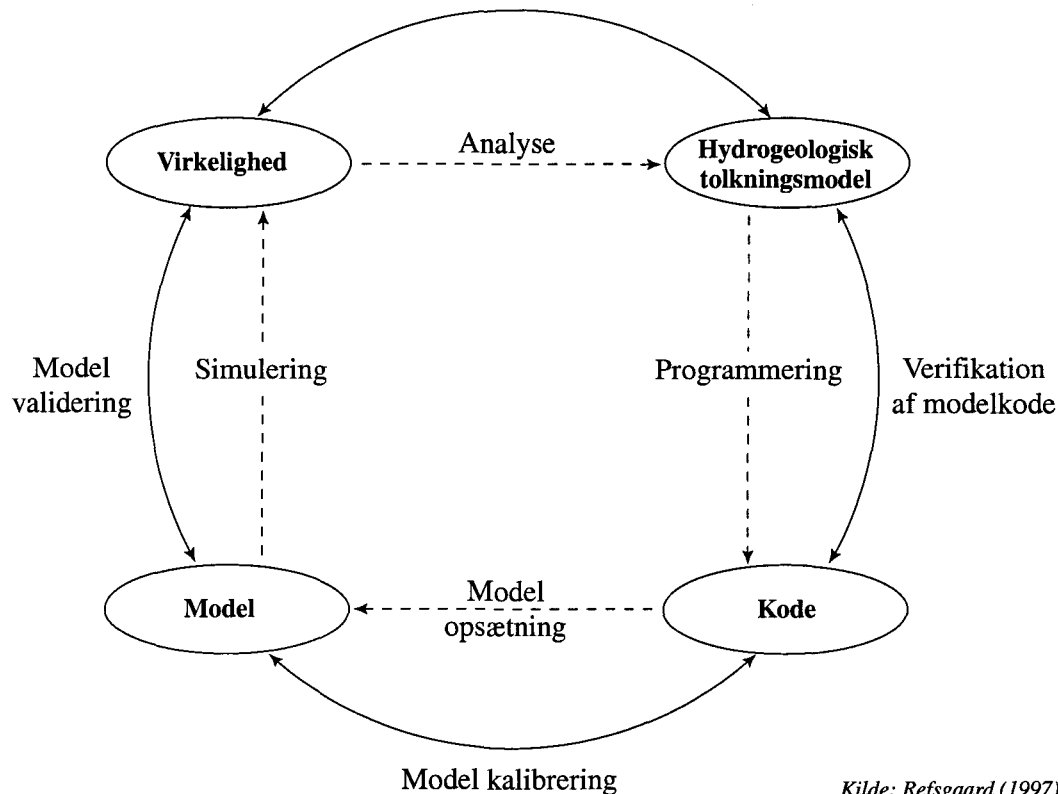 Virkelighed
Analyse
Hydrogeologisk
tolkningsmodel
Model
validering
Simulering
Programmering
Verifikation
af modelkode
Model
Model
opsætning
Kode
Model kalibrering
Kilde: Refsgaard (1997)